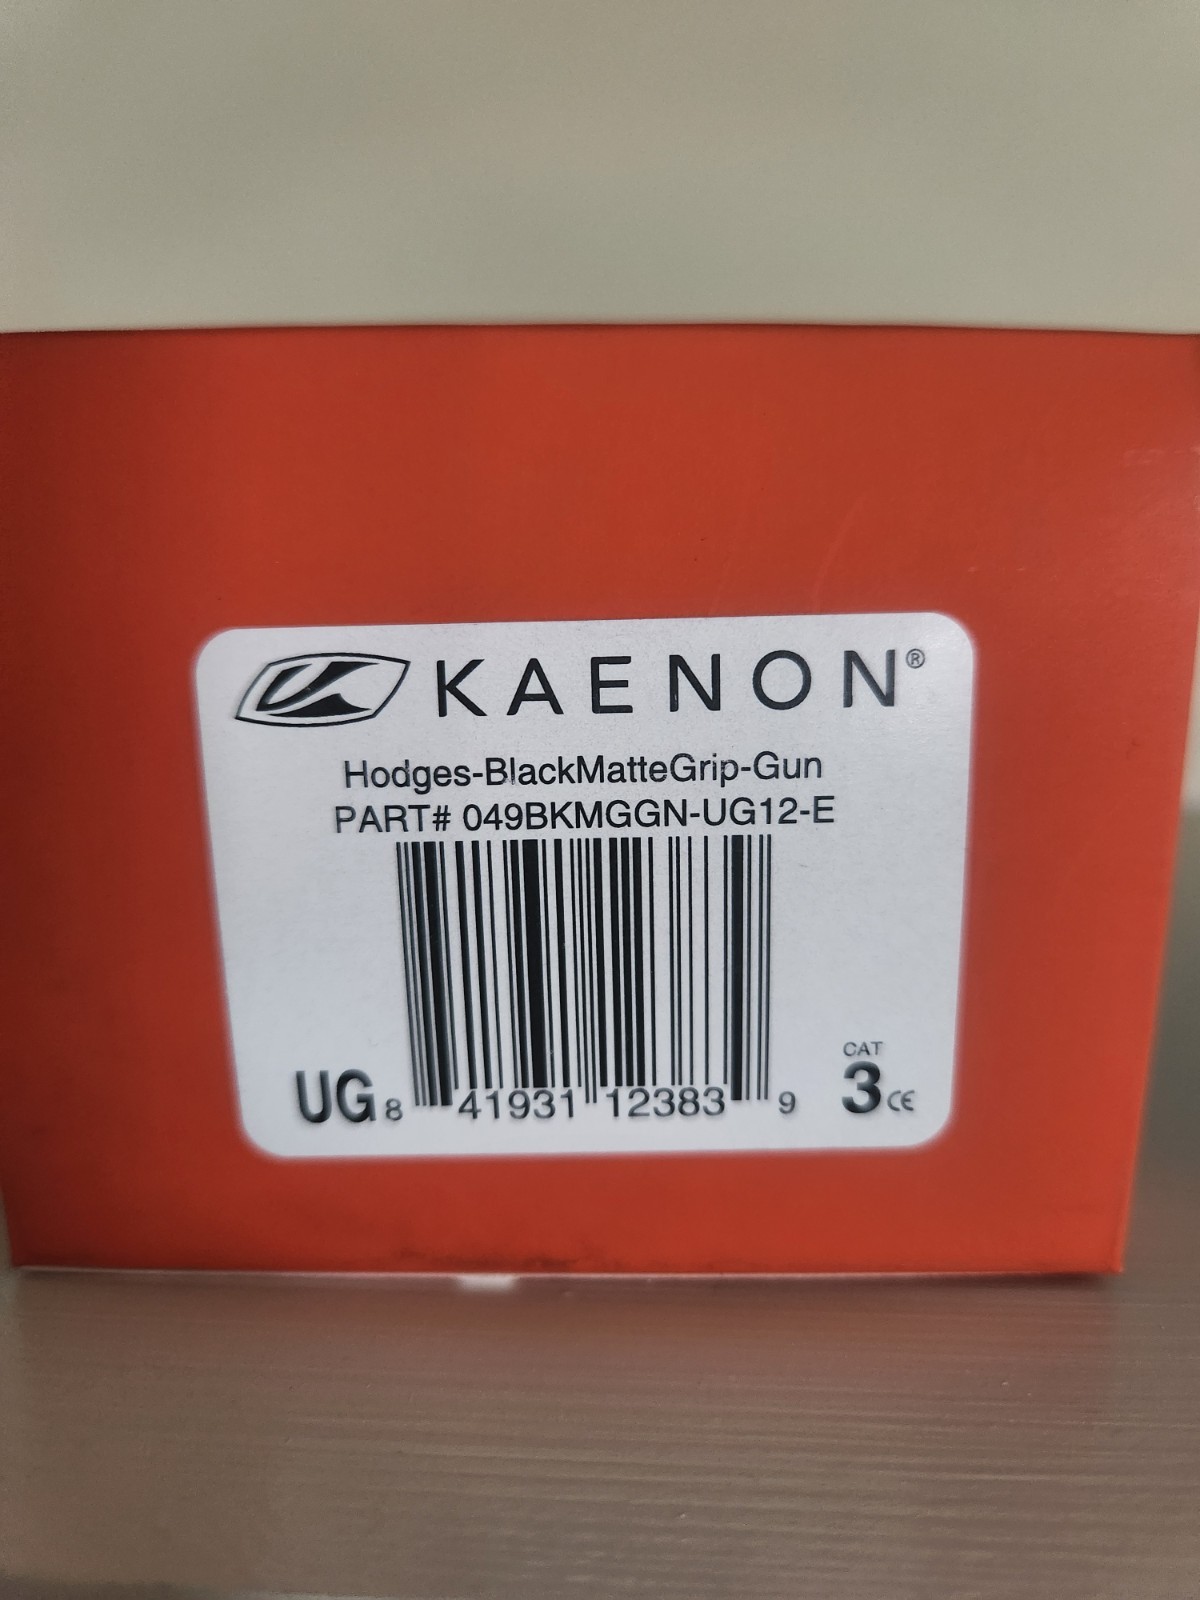 KAENON®
Hodges-BlackMatteGrip-Gun
PART# 049BKMGGN-UG12-E
UG 8 41931 12383 9
CAT
3 CE